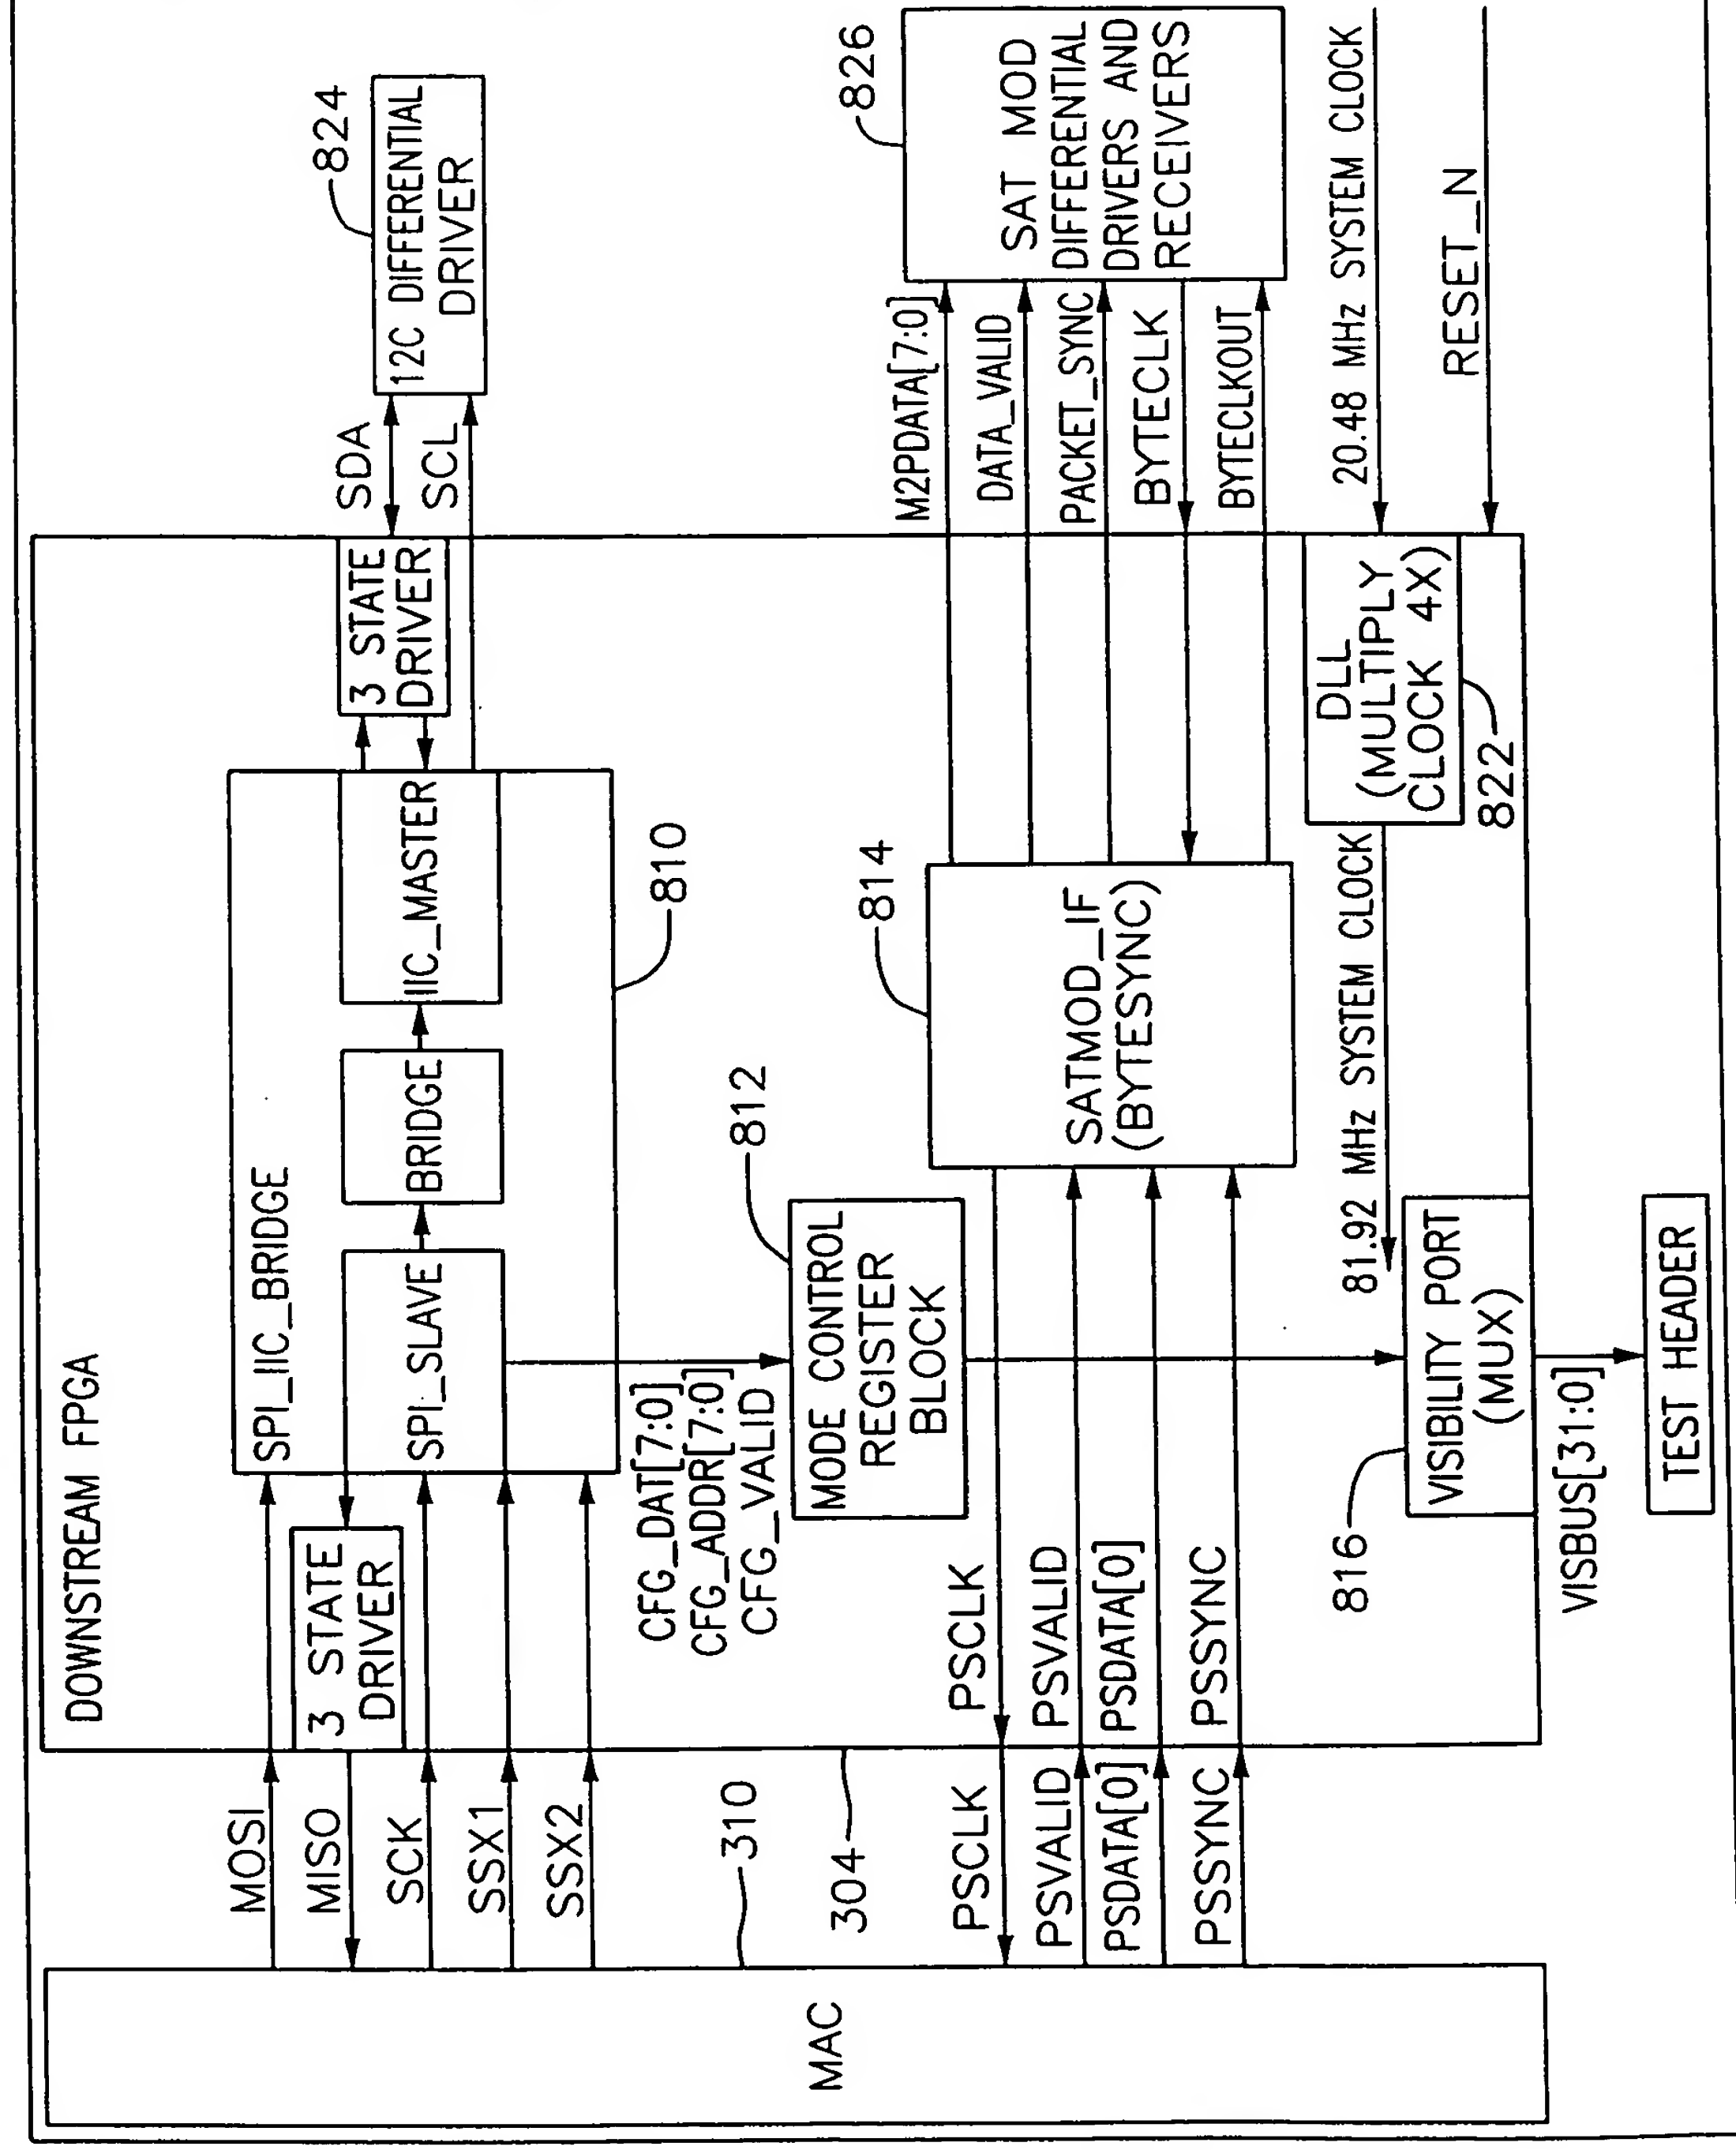 DOWNSTREAM FPGA
SPI_IIC_BRIDGE
MOSI
MISO
SCK
SSX1
SSX2
3 STATE
DRIVER
SPI_SLAVE
BRIDGE
IIC_MASTER
3 STATE
DRIVER
SDA
SCL
12C DIFFERENTIAL
DRIVER
824
810
CFG_DAT[7:0]
CFG_ADDR[7:0]
CFG_VALID
812
MODE CONTROL
REGISTER
BLOCK
310
MAC
304
PSCLK
PSVALID
PSDATA[0]
PSSYNC
PSCLK
PSVALID
PSDATA[0]
PSSYNC
814
SATMOD_IF
(BYTESYNC)
M2PDATA[7:0]
DATA_VALID
PACKET_SYNC
BYTECLK
BYTECLKOUT
826
SAT MOD
DIFFERENTIAL
DRIVERS AND
RECEIVERS
81.92 MHz SYSTEM CLOCK
DLL
(MULTIPLY
CLOCK 4X)
822
20.48 MHz SYSTEM CLOCK
RESET_N
816
VISIBILITY PORT
(MUX)
VISBUS[31:0]
TEST HEADER